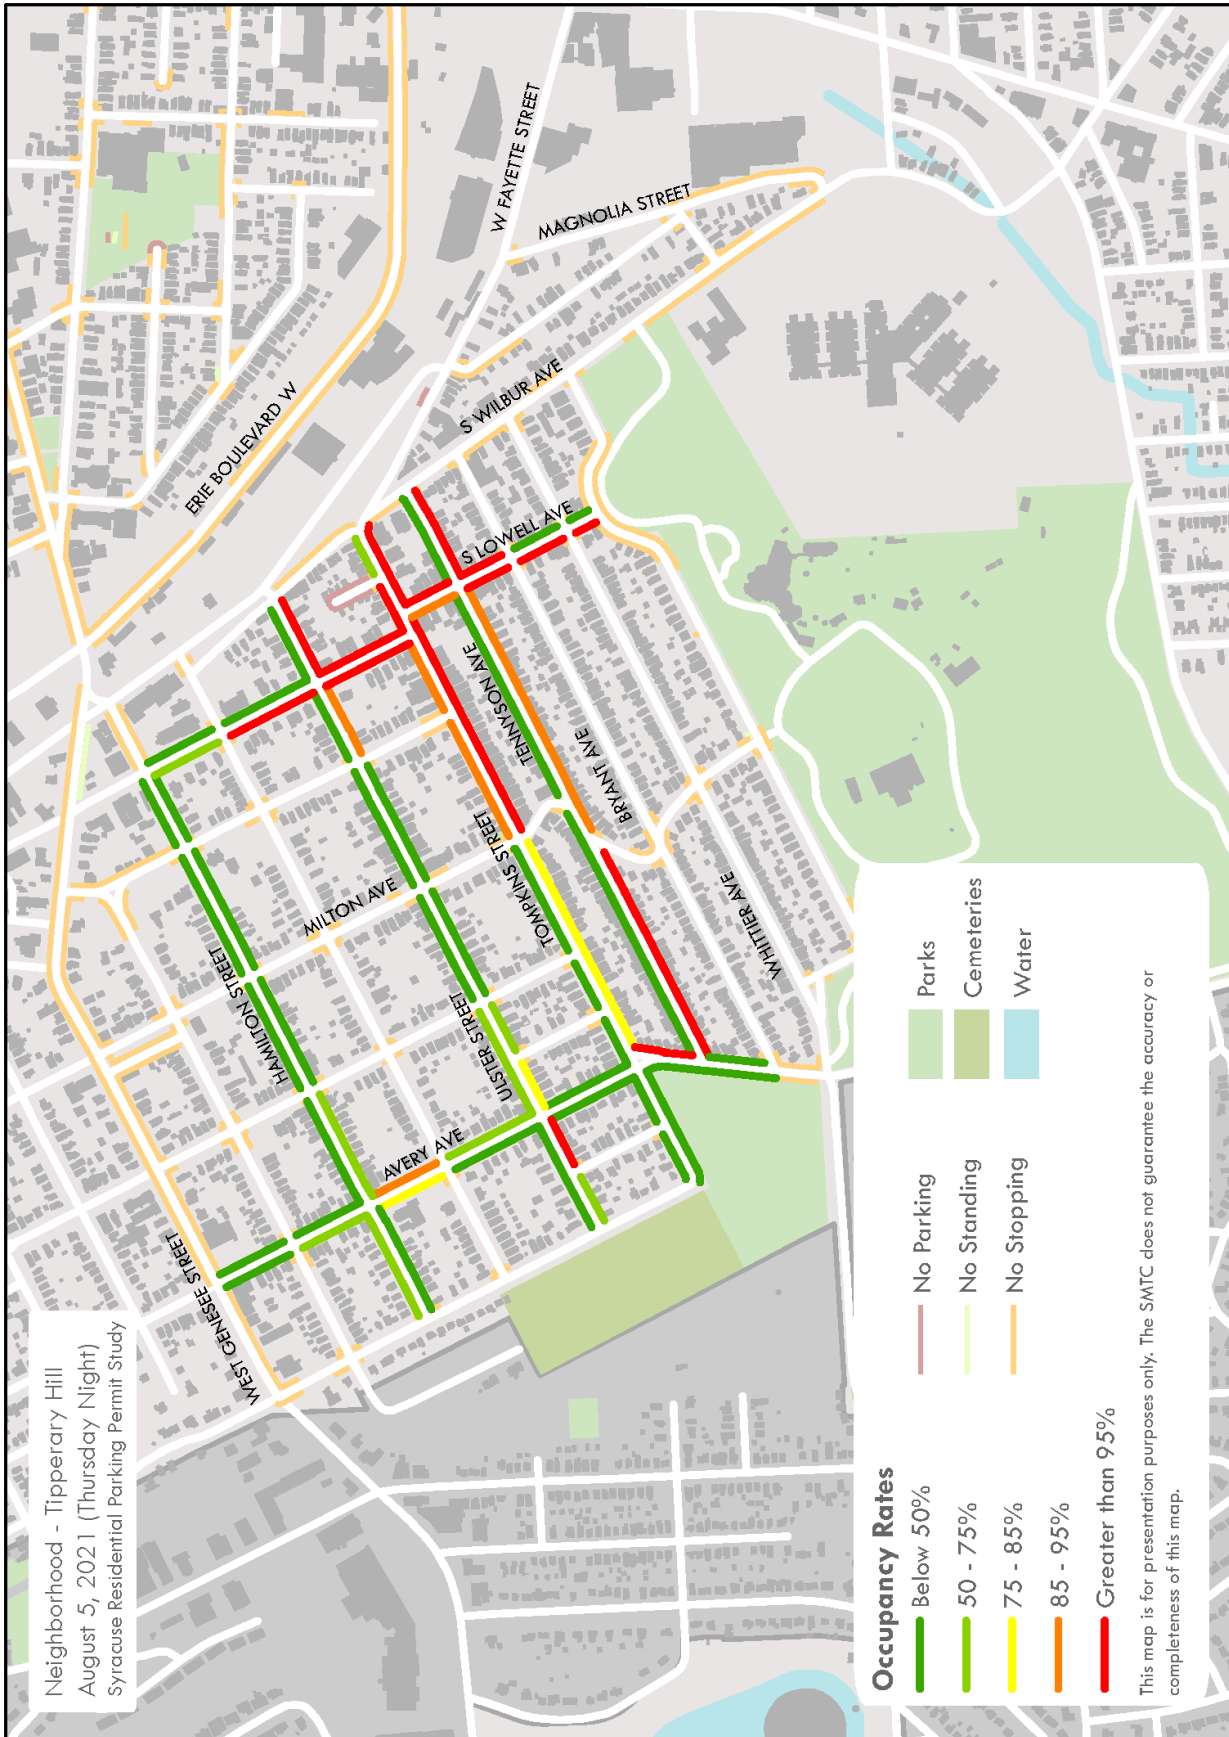 Neighborhood - Tipperary Hill
August 5, 2021 (Thursday Night)
Syracuse Residential Parking Permit Study
WEST GENESEE STREET
HAMILTON STREET
AVERY AVE
ULSTER STREET
MILTON AVE
TOMPKINS STREET
TENNYSON AVE
BRYANT AVE
WHITTIER AVE
S LOWELL AVE
S WILBUR AVE
ERIE BOULEVARD W
W FAYETTE STREET
MAGNOLIA STREET
Occupancy Rates
Below 50%
50 - 75%
75 - 85%
85 - 95%
Greater than 95%
No Parking
No Standing
No Stopping
Parks
Cemeteries
Water
This map is for presentation purposes only. The SMTC does not guarantee the accuracy or
completeness of this map.